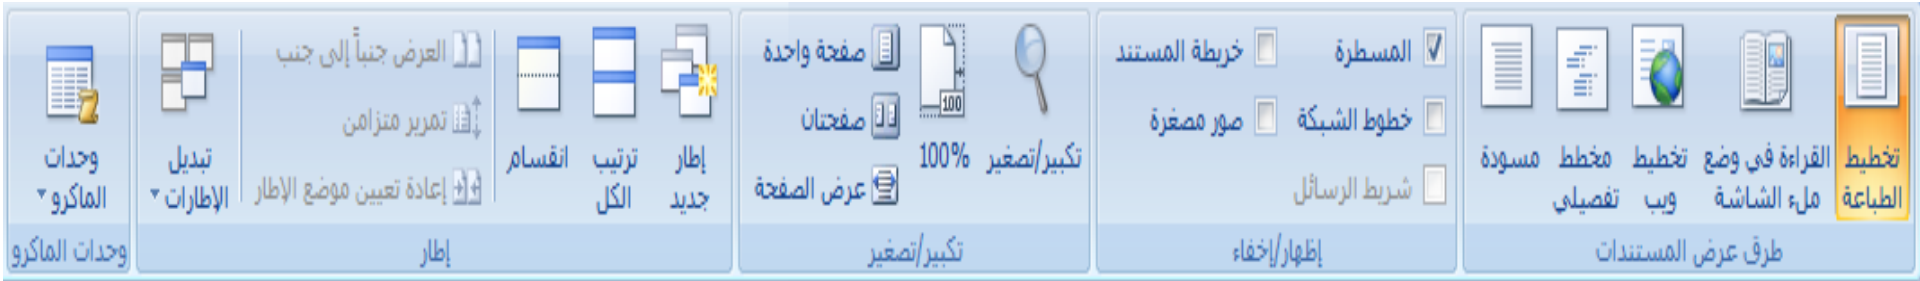 تخطيط
الطباعة
القراءة في وضع
ملء الشاشة
تخطيط
ويب
مخطط
تفصيلي
مسودة
طرق عرض المستندات
المسطرة
خطوط الشبكة
شريط الرسائل
خريطة المستند
صور مصغرة
إظهار/إخفاء
تكبير/تصغير
100%
100
صفحة واحدة
صفحتان
عرض الصفحة
تكبير/تصغير
إطار
جديد
ترتيب
الكل
انقسام
العرض جنباً إلى جنب
تمرير متزامن
إعادة تعيين موضع الإطار
تبديل
الإطارات
إطار
وحدات
الماكرو
وحدات الماكرو